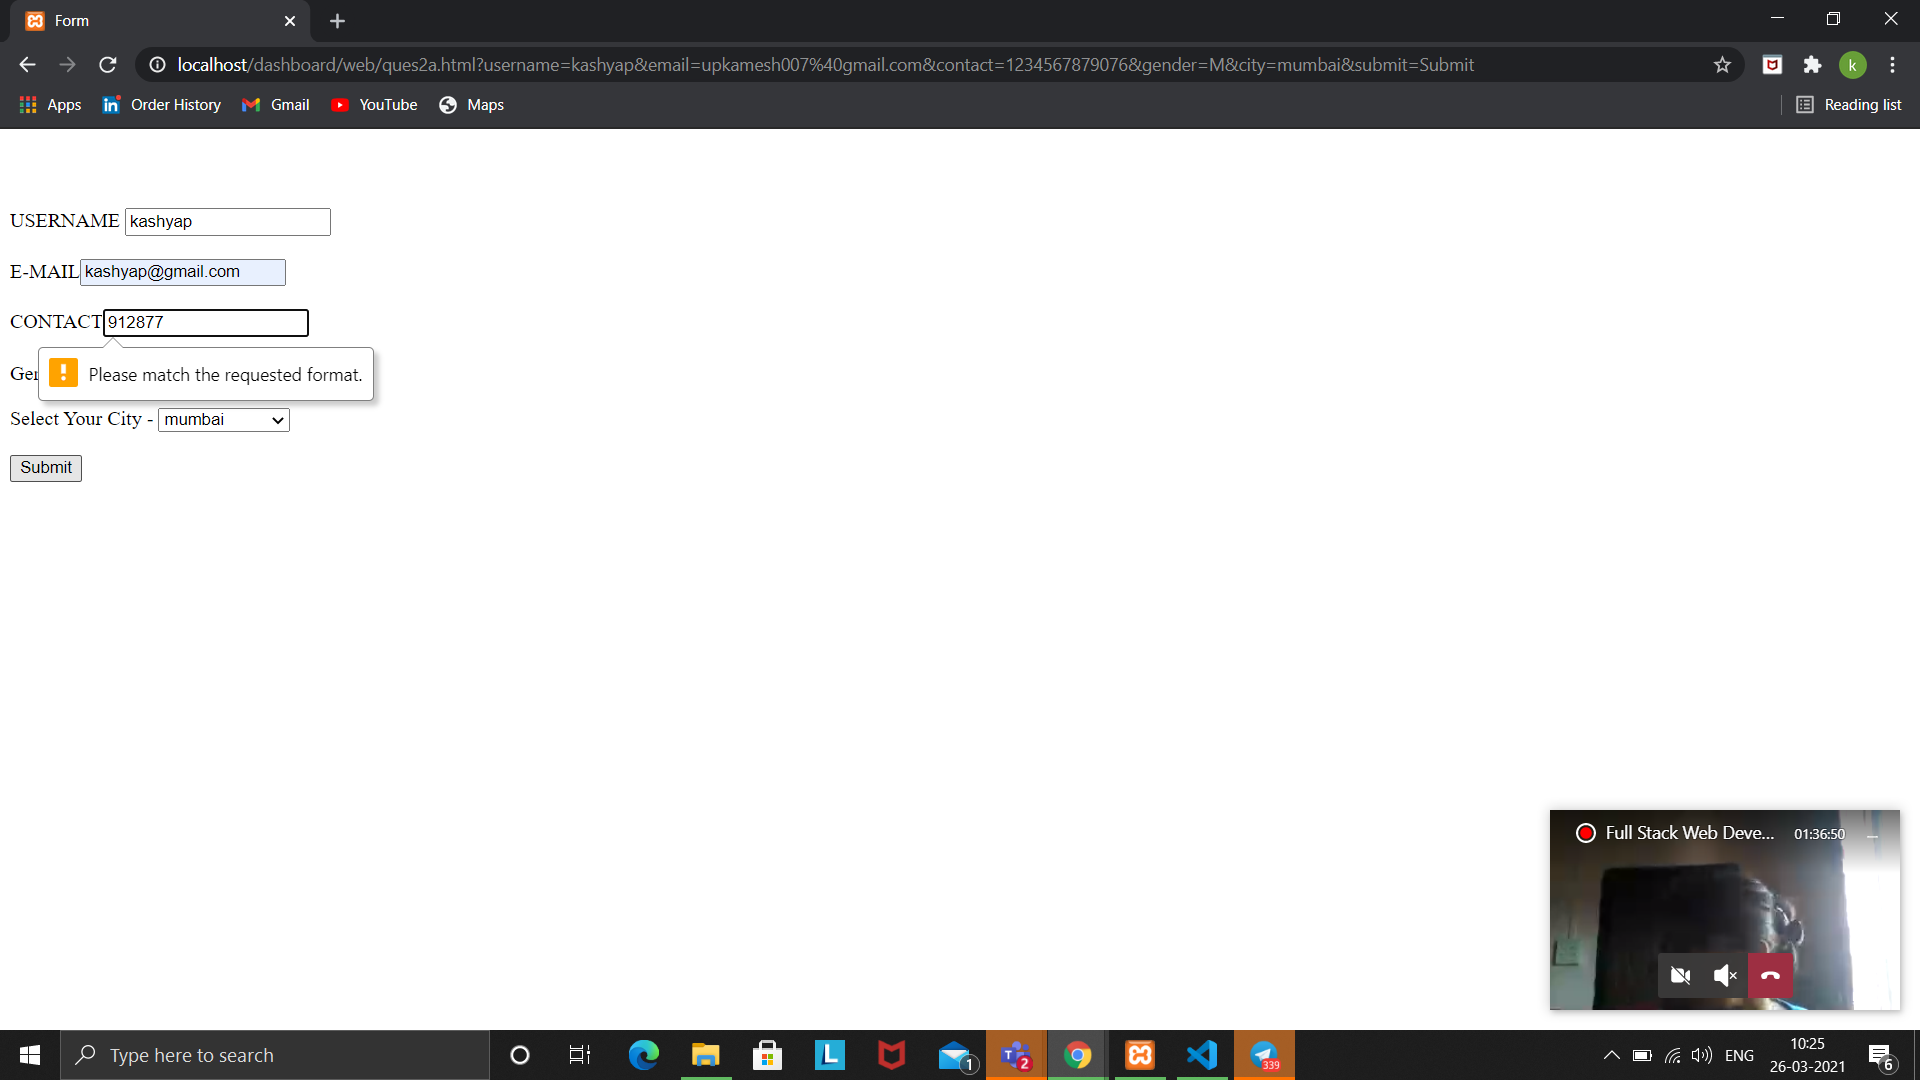 Form
localhost/dashboard/web/ques2a.html?username=kashyap&email=upkamesh007%40gmail.com&contact=1234567879076&gender=M&city=mumbai&submit=Submit
k
Apps
in Order History
Gmail
YouTube
Maps
Reading list
USERNAME kashyap
E-MAIL kashyap@gmail.com
CONTACT 912877
Ger
! Please match the requested format.
Select Your City - mumbai
Submit
Full Stack Web Deve... 01:36:50
Type here to search
L
1
T 2
339
ENG
10:25
26-03-2021
6